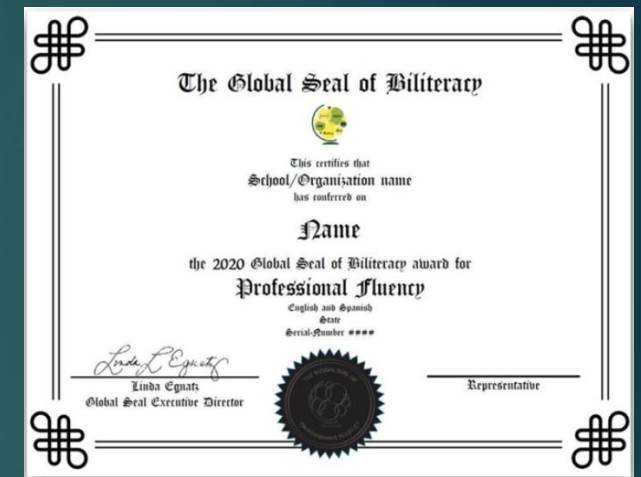 The Global Seal of Biliteracy
This certifies that
School/Organization name
has conferred on
Name
the 2020 Global Seal of Biliteracy award for
Professional Fluency
English and Spanish
State
Serial-Number ####
Linda L Egnatz
Linda Egnatz
Global Seal Executive Director
Representative